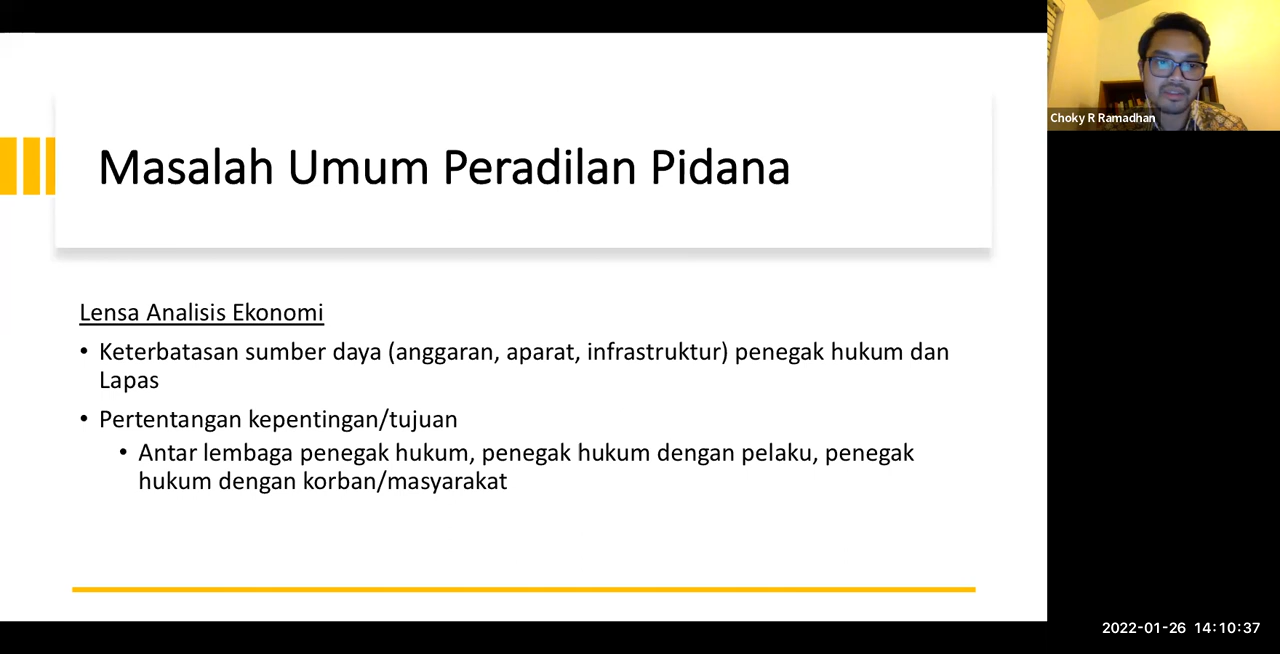 Masalah Umum Peradilan Pidana
Lensa Analisis Ekonomi
• Keterbatasan sumber daya (anggaran, aparat, infrastruktur) penegak hukum dan
Lapas
• Pertentangan kepentingan/tujuan
• Antar lembaga penegak hukum, penegak hukum dengan pelaku, penegak
hukum dengan korban/masyarakat
Choky R Ramadhan
2022-01-26 14:10:37